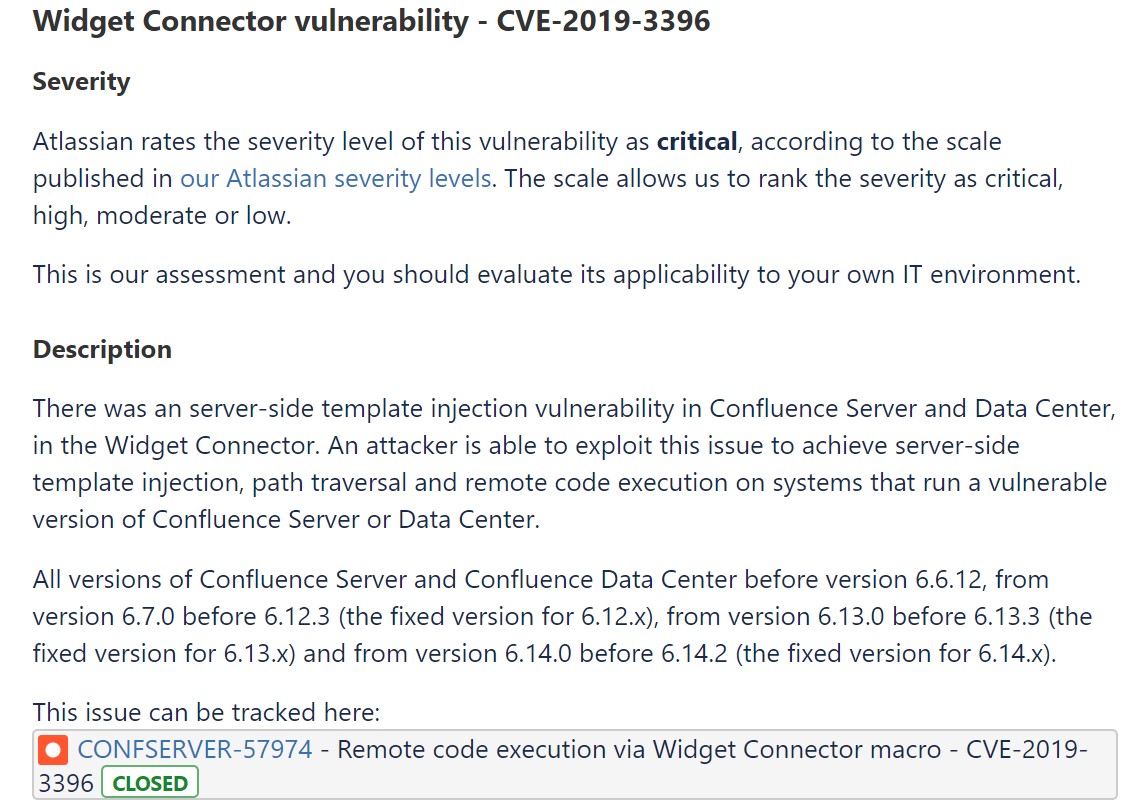 Widget Connector vulnerability - CVE-2019-3396
Severity
Atlassian rates the severity level of this vulnerability as critical, according to the scale
published in our Atlassian severity levels. The scale allows us to rank the severity as critical,
high, moderate or low.
This is our assessment and you should evaluate its applicability to your own IT environment.
Description
There was an server-side template injection vulnerability in Confluence Server and Data Center,
in the Widget Connector. An attacker is able to exploit this issue to achieve server-side
template injection, path traversal and remote code execution on systems that run a vulnerable
version of Confluence Server or Data Center.
All versions of Confluence Server and Confluence Data Center before version 6.6.12, from
version 6.7.0 before 6.12.3 (the fixed version for 6.12.x), from version 6.13.0 before 6.13.3 (the
fixed version for 6.13.x) and from version 6.14.0 before 6.14.2 (the fixed version for 6.14.x).
This issue can be tracked here:
CONFSERVER-57974 - Remote code execution via Widget Connector macro - CVE-2019-
3396 CLOSED